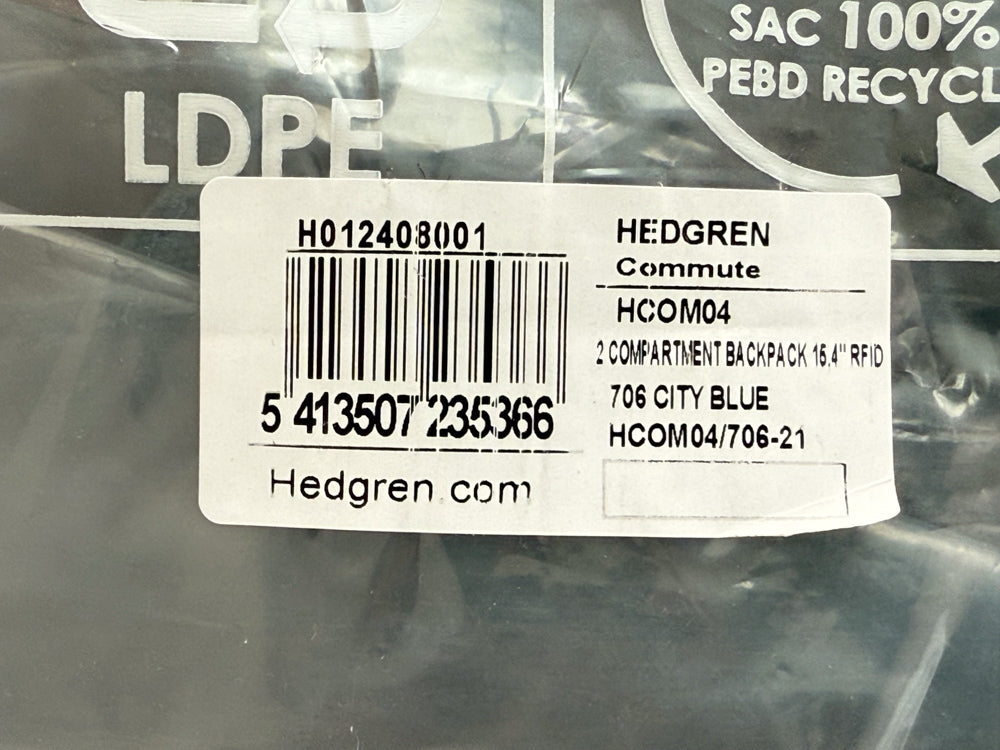 SAC 100%
PEBD RECYCL
LDPE
H012408001
5 413507 235366
Hedgren.com
HEDGREN
Commute
HCOM04
2 COMPARTMENT BACKPACK 15.4" RFID
706 CITY BLUE
HCOM04/706-21